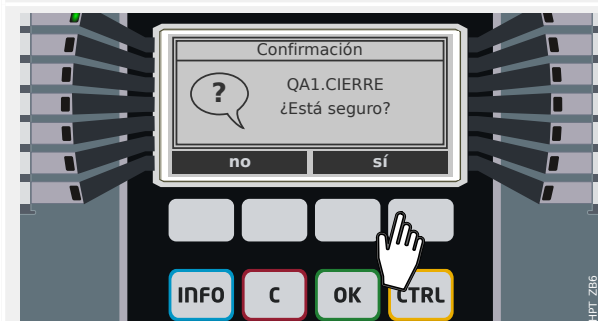 Confirmación
?
QA1.CIERRE
¿Está seguro?
no sí
INFO C OK CTRL
HPT_ZB6